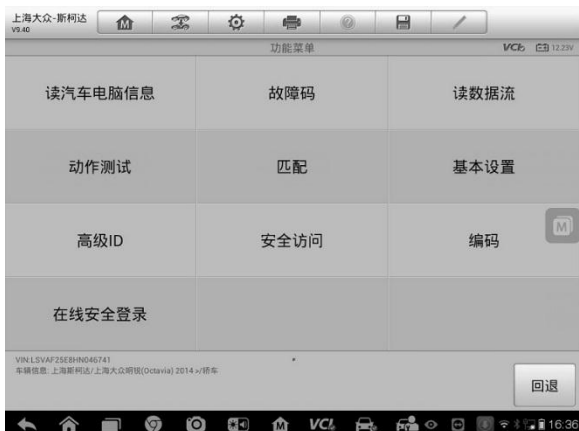 上海大众-斯柯达
V9.40
功能菜单
VCI
12.23V
读汽车电脑信息
故障码
读数据流
动作测试
匹配
基本设置
高级ID
安全访问
编码
在线安全登录
VIN:LSVAF25E8HN046741
车辆信息: 上海斯柯达/上海大众明锐(Octavia) 2014 >/轿车
回退
VCI
16:36